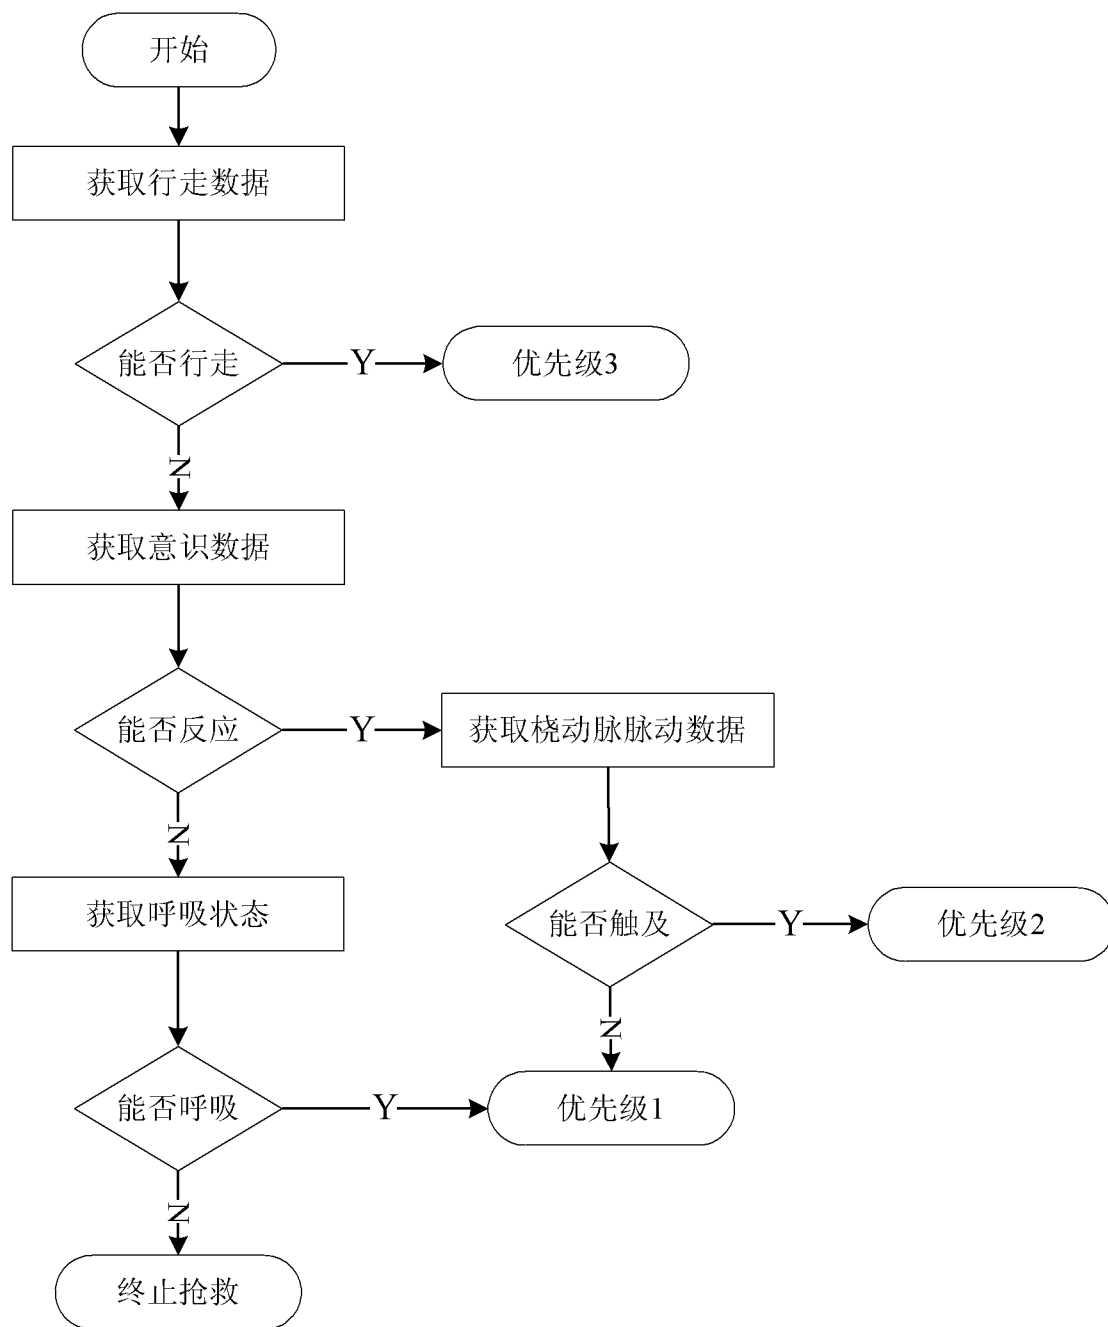 开始
获取行走数据
能否行走
Y
优先级3
N
获取意识数据
能否反应
Y
获取桡动脉脉动数据
N
获取呼吸状态
能否触及
Y
优先级2
N
能否呼吸
Y
优先级1
N
终止抢救